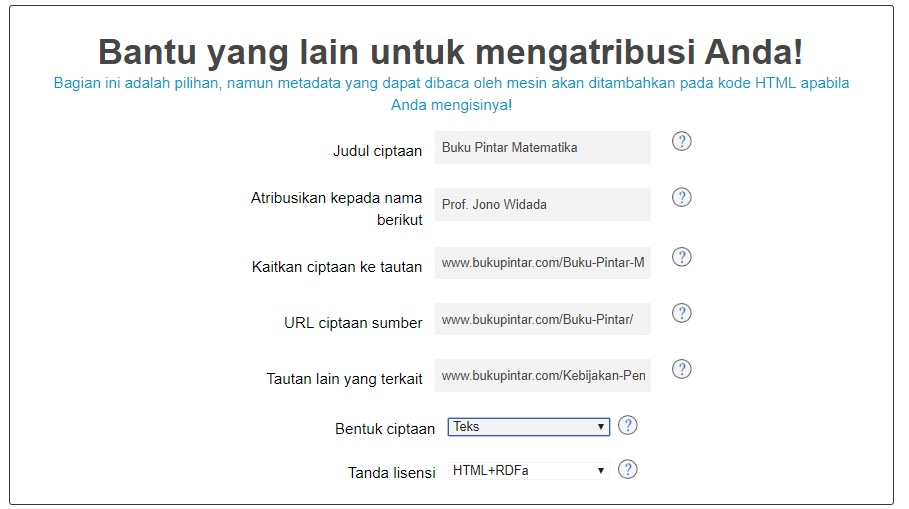 Bantu yang lain untuk mengatribusi Anda!
Bagian ini adalah pilihan, namun metadata yang dapat dibaca oleh mesin akan ditambahkan pada kode HTML apabila
Anda mengisinya!
Judul ciptaan Buku Pintar Matematika ?
Atribusikan kepada nama
berikut Prof. Jono Widada ?
Kaitkan ciptaan ke tautan www.bukupintar.com/Buku-Pintar-M ?
URL ciptaan sumber www.bukupintar.com/Buku-Pintar/ ?
Tautan lain yang terkait www.bukupintar.com/Kebijakan-Pen ?
Bentuk ciptaan Teks ?
Tanda lisensi HTML+RDFa ?